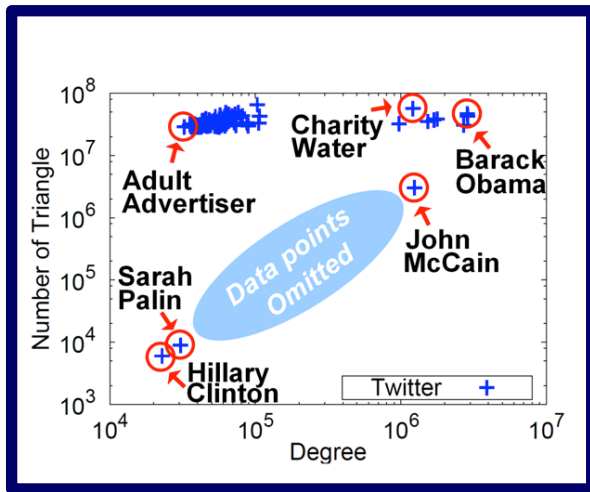 Number of Triangle
10^8
10^7
10^6
10^5
10^4
10^3
Adult
Advertiser
Charity
Water
Barack
Obama
John
McCain
Data points
Omitted
Sarah
Palin
Hillary
Clinton
Twitter
10^4
10^5
10^6
10^7
Degree